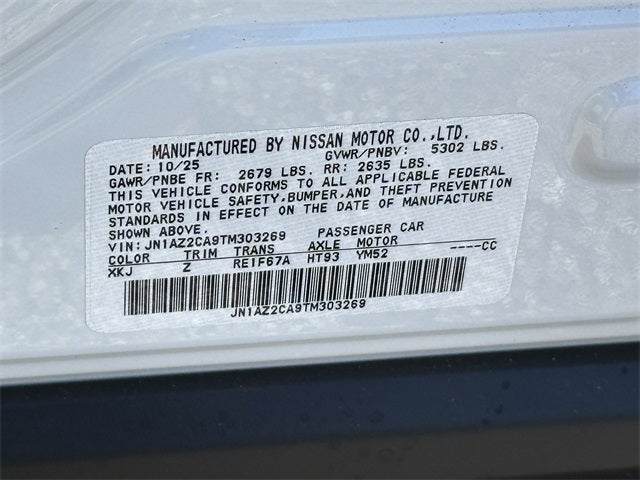 MANUFACTURED BY NISSAN MOTOR CO.,LTD.
DATE: 10/25 GVWR/PNBV: 5302 LBS.
GAWR/PNBE FR: 2679 LBS. RR: 2635 LBS.
THIS VEHICLE CONFORMS TO ALL APPLICABLE FEDERAL
MOTOR VEHICLE SAFETY,BUMPER,AND THEFT PREVENTION
STANDARDS IN EFFECT ON THE DATE OF MANUFACTURE
SHOWN ABOVE.
VIN: JN1AZ2CA9TM303269 PASSENGER CAR
COLOR TRIM TRANS AXLE MOTOR
XKJ Z RE1F67A HT93 YM52 ----CC
JN1AZ2CA9TM303269